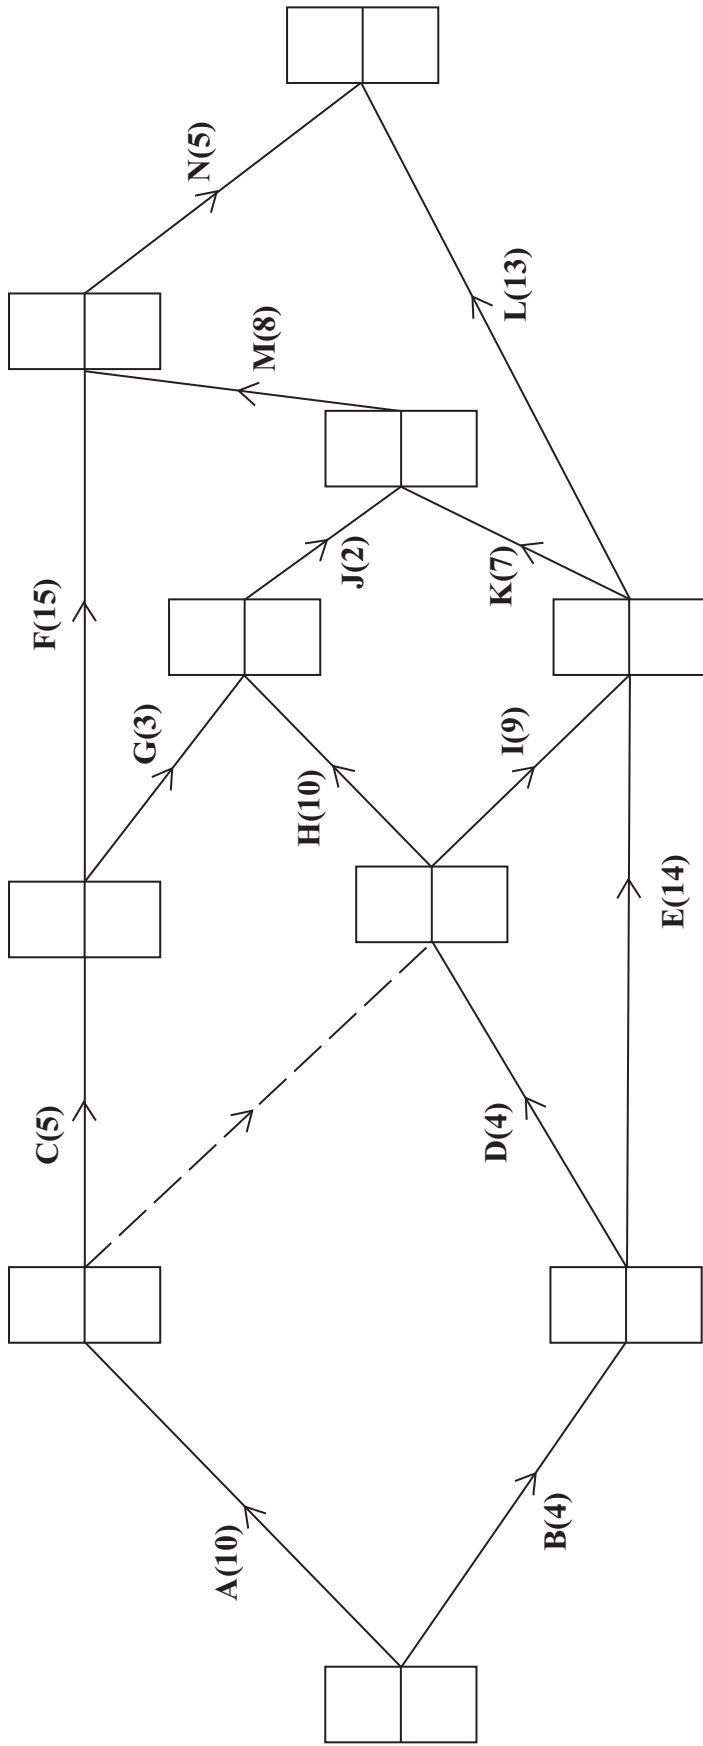 A(10)
B(4)
C(5)
D(4)
E(14)
F(15)
G(3)
H(10)
I(9)
J(2)
K(7)
M(8)
L(13)
N(5)